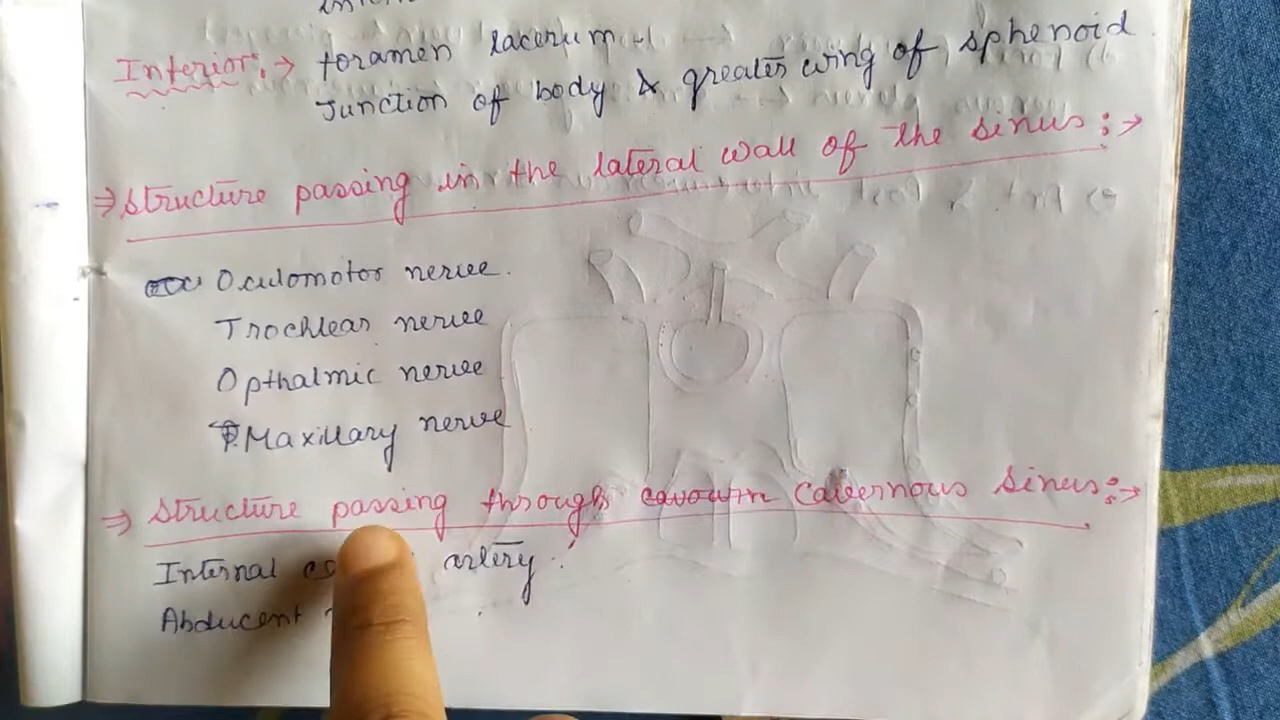 Inferior :→ foramen lacerum
Junction of body & greater wing of sphenoid
⇒ Structure passing in the lateral wall of the sinus :→
Oculomotor nerve.
Trochlear nerve
Opthalmic nerve
Maxillary nerve
⇒ Structure passing through cavernous sinus :→
Internal artery.
Abducent